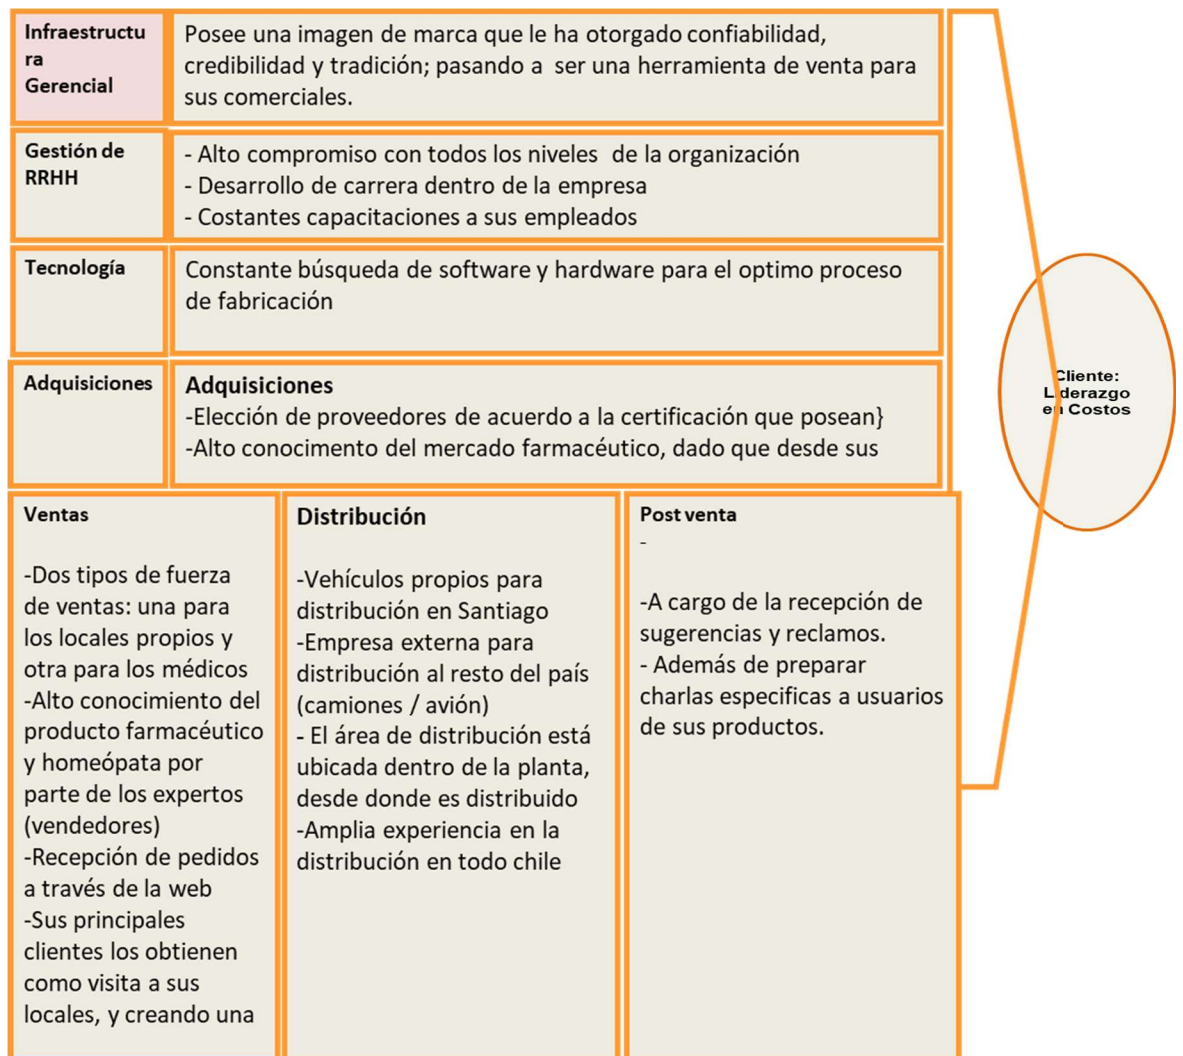 Infraestructu
ra
Gerencial
Posee una imagen de marca que le ha otorgado confiabilidad,
credibilidad y tradición; pasando a ser una herramienta de venta para
sus comerciales.
Gestión de
RRHH
- Alto compromiso con todos los niveles de la organización
- Desarrollo de carrera dentro de la empresa
- Costantes capacitaciones a sus empleados
Tecnología
Constante búsqueda de software y hardware para el optimo proceso
de fabricación
Adquisiciones
Adquisiciones
-Elección de proveedores de acuerdo a la certificación que posean}
-Alto conocimento del mercado farmacéutico, dado que desde sus
Cliente:
Liderazgo
en Costos
Ventas
-Dos tipos de fuerza
de ventas: una para
los locales propios y
otra para los médicos
-Alto conocimiento del
producto farmacéutico
y homeópata por
parte de los expertos
(vendedores)
-Recepción de pedidos
a través de la web
-Sus principales
clientes los obtienen
como visita a sus
locales, y creando una
Distribución
-Vehículos propios para
distribución en Santiago
-Empresa externa para
distribución al resto del país
(camiones / avión)
- El área de distribución está
ubicada dentro de la planta,
desde donde es distribuido
-Amplia experiencia en la
distribución en todo chile
Post venta
-
-A cargo de la recepción de
sugerencias y reclamos.
- Además de preparar
charlas especificas a usuarios
de sus productos.